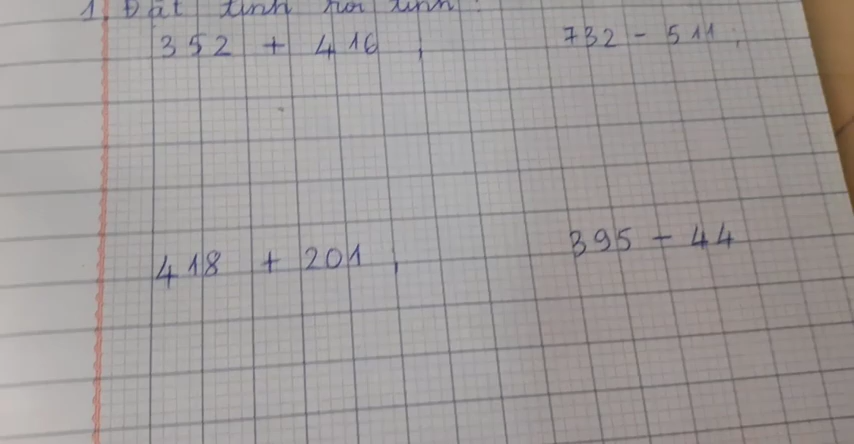 1. Đặt tính rồi tính:
352 + 416 ; 732 - 511 ;
418 + 201 , 395 - 44